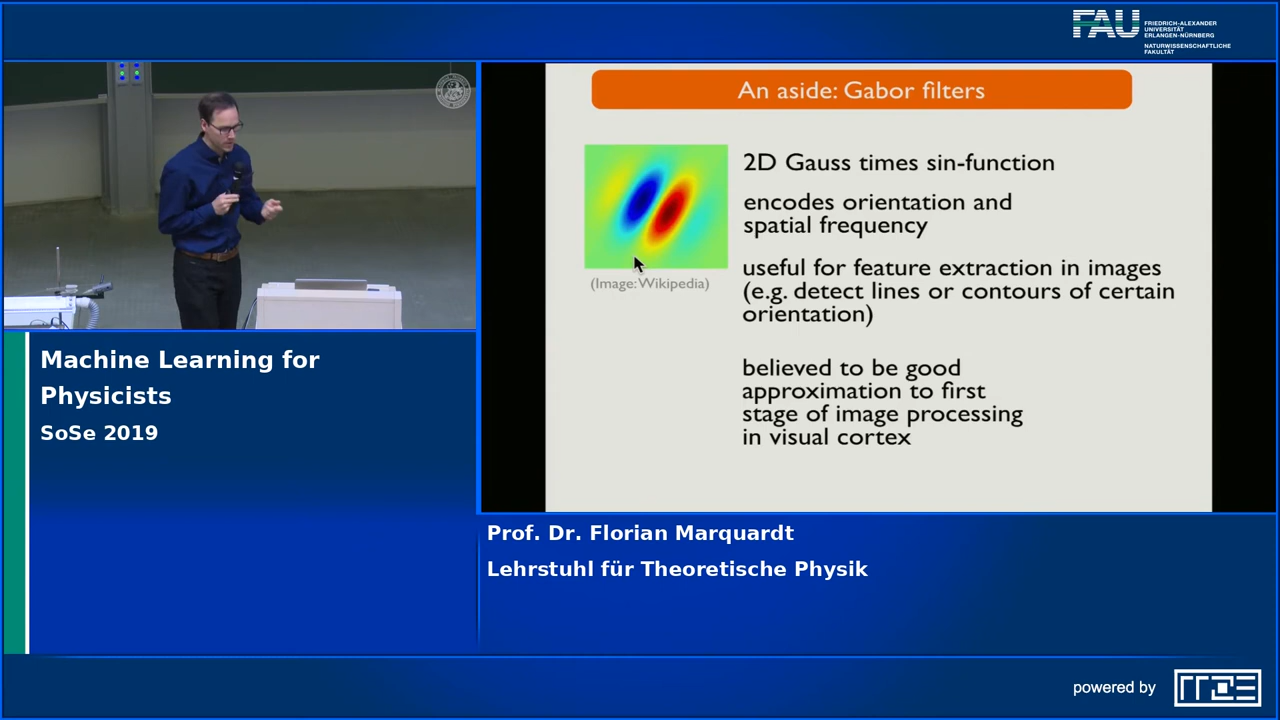 FAU
FRIEDRICH-ALEXANDER
UNIVERSITÄT
ERLANGEN-NÜRNBERG
NATURWISSENSCHAFTLICHE
FAKULTÄT
An aside: Gabor filters
2D Gauss times sin-function
encodes orientation and
spatial frequency
useful for feature extraction in images
(e.g. detect lines or contours of certain
orientation)
(Image: Wikipedia)
believed to be good
approximation to first
stage of image processing
in visual cortex
Machine Learning for
Physicists
SoSe 2019
Prof. Dr. Florian Marquardt
Lehrstuhl für Theoretische Physik
powered by
RRZE